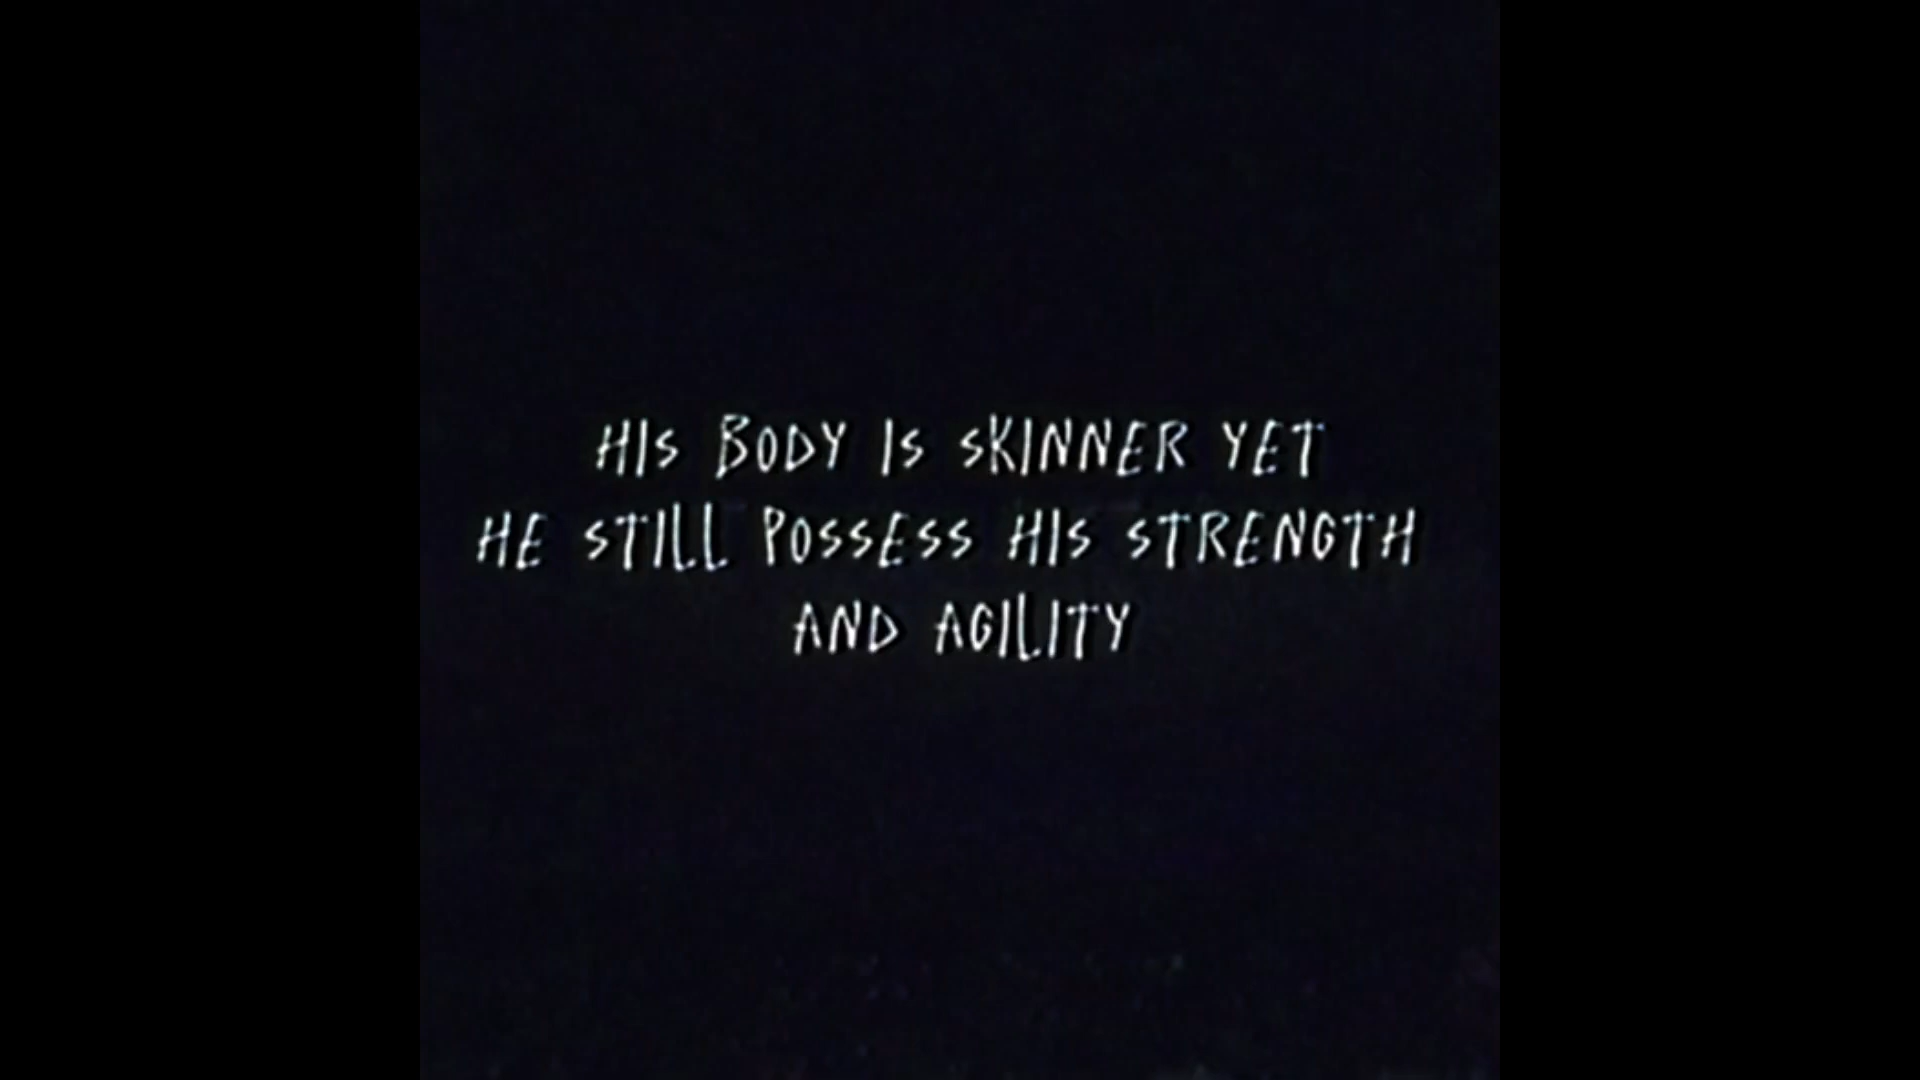 HIS BODY IS SKINNER YET
HE STILL POSSESS HIS STRENGTH
AND AGILITY